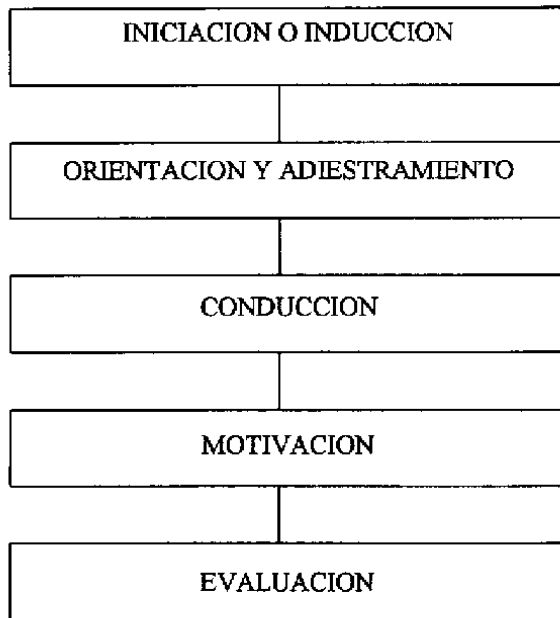 INICIACION O INDUCCION
ORIENTACION Y ADIESTRAMIENTO
CONDUCCION
MOTIVACION
EVALUACION